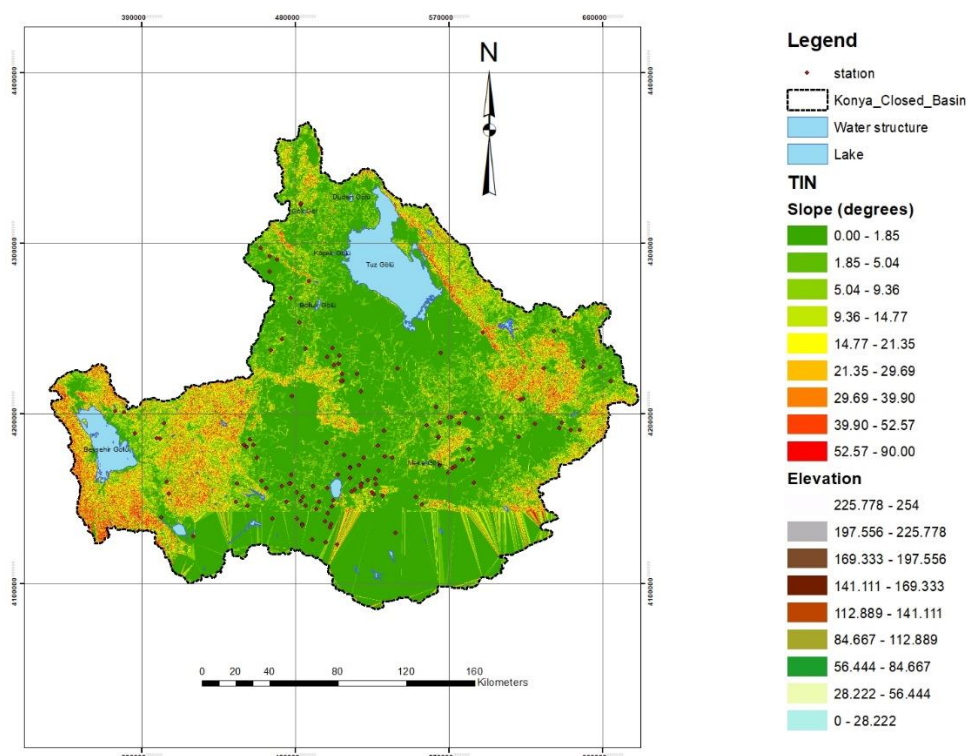 390000 480000 570000 660000
4400000 4400000
4300000 4300000
4200000 4200000
4100000 4100000
N
Tuz Gölü
Gölü
0 20 40 80 120 160
Kilometers
Legend
station
Konya_Closed_Basin
Water structure
Lake
TIN
Slope (degrees)
0.00 - 1.85
1.85 - 5.04
5.04 - 9.36
9.36 - 14.77
14.77 - 21.35
21.35 - 29.69
29.69 - 39.90
39.90 - 52.57
52.57 - 90.00
Elevation
225.778 - 254
197.556 - 225.778
169.333 - 197.556
141.111 - 169.333
112.889 - 141.111
84.667 - 112.889
56.444 - 84.667
28.222 - 56.444
0 - 28.222